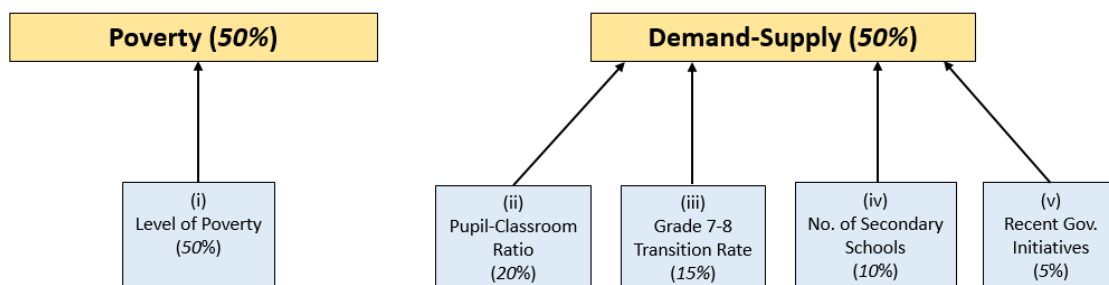 Poverty (50%)
Demand-Supply (50%)
(i)
Level of Poverty
(50%)
(ii)
Pupil-Classroom
Ratio
(20%)
(iii)
Grade 7-8
Transition Rate
(15%)
(iv)
No. of Secondary
Schools
(10%)
(v)
Recent Gov.
Initiatives
(5%)